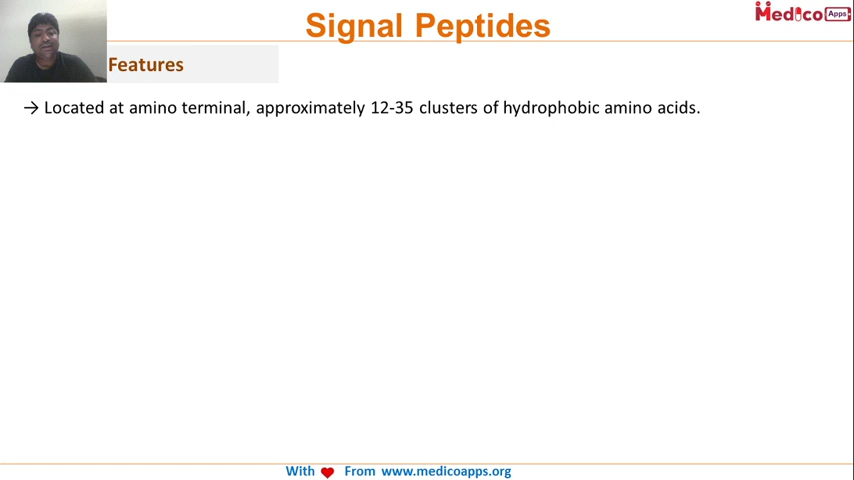 Signal Peptides
Medico Apps
Features
→ Located at amino terminal, approximately 12-35 clusters of hydrophobic amino acids.
With ❤ From www.medicoapps.org